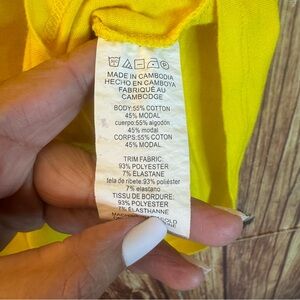 MADE IN CAMBODIA
HECHO EN CAMBOYA
FABRIQUÉ AU
CAMBODGE
BODY:55% COTTON
45% MODAL
cuerpo:55% algodón
45% modal
CORPS:55% COTON
45% MODAL
TRIM FABRIC:
93% POLYESTER
7% ELASTANE
tela de ribete:93% poliéster
7% elastano
TISSU DE BORDURE:
93% POLYESTER
7% ÉLASTHANNE